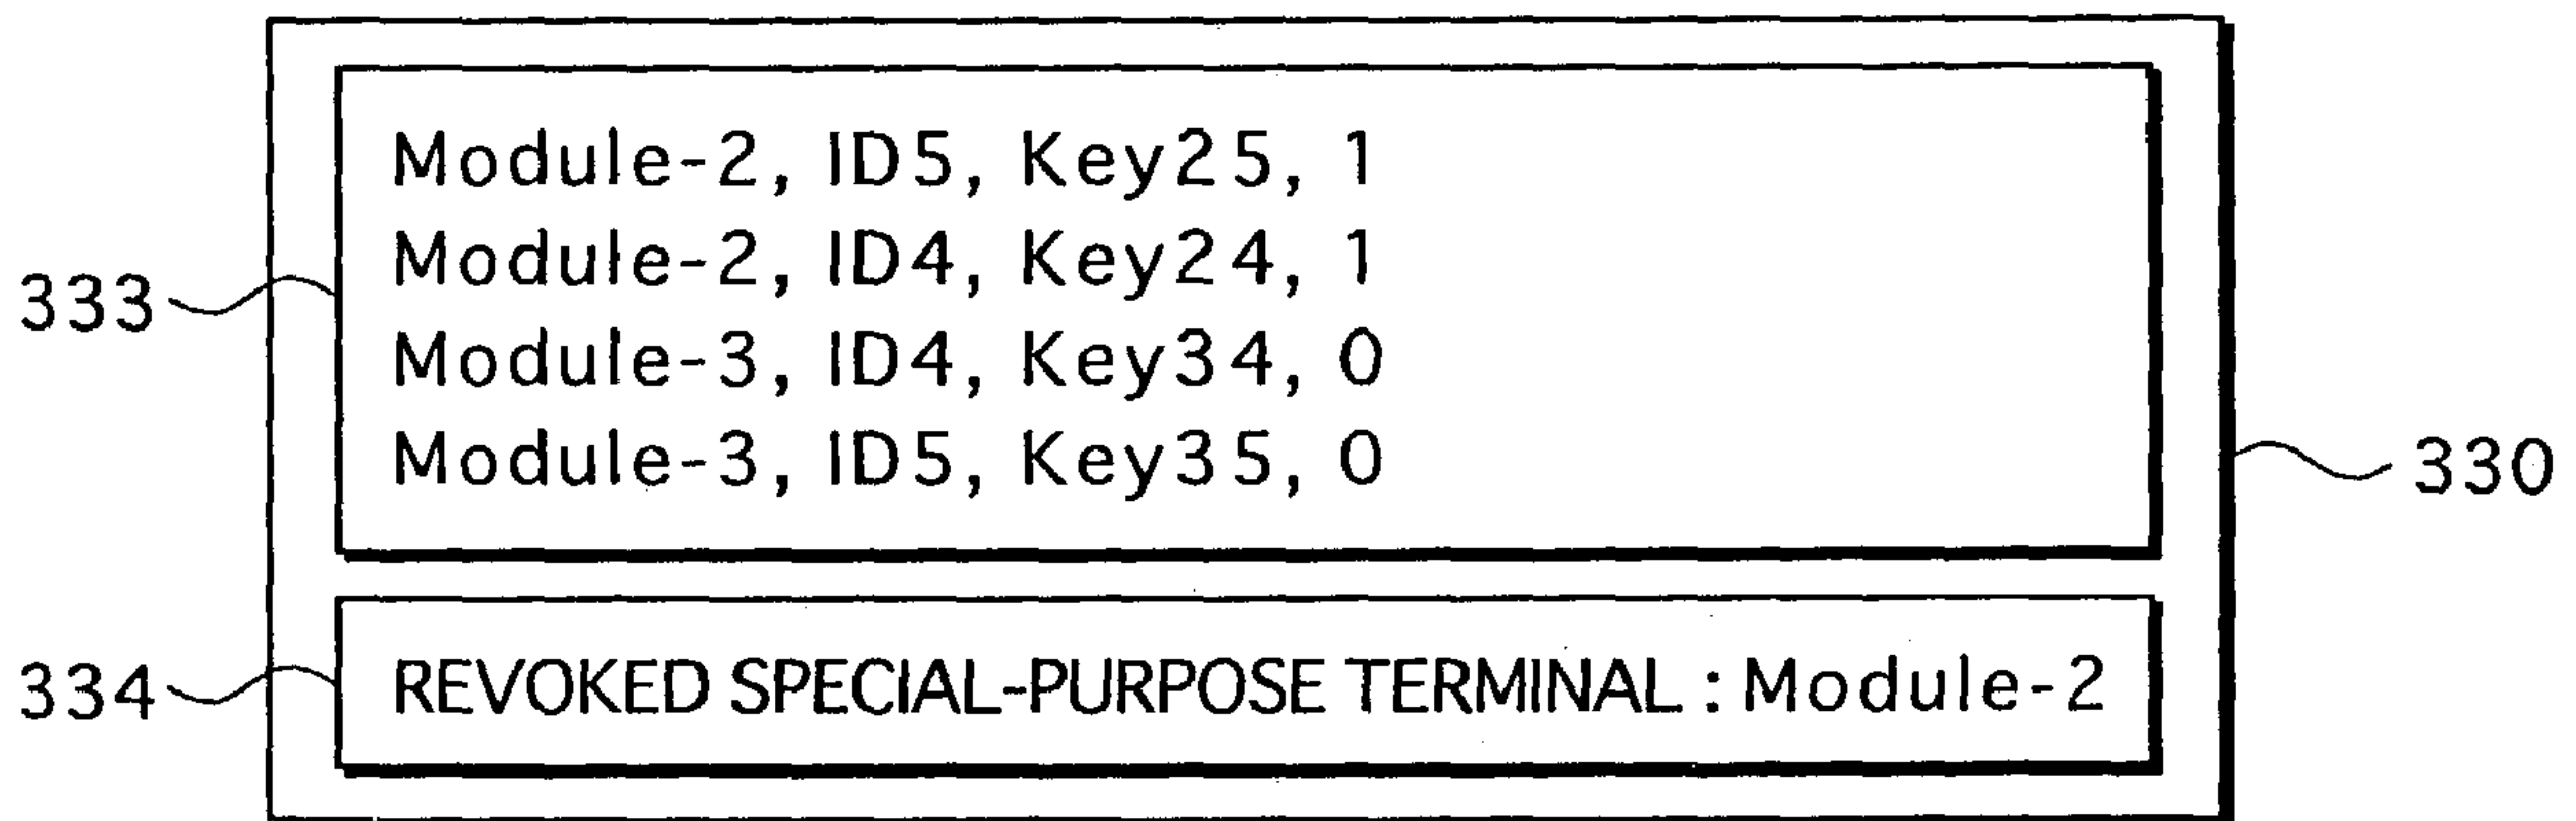 Module-2, ID5, Key25, 1
Module-2, ID4, Key24, 1
333
Module-3, ID4, Key34, 0
Module-3, ID5, Key35, 0
330
334
REVOKED SPECIAL-PURPOSE TERMINAL : Module-2